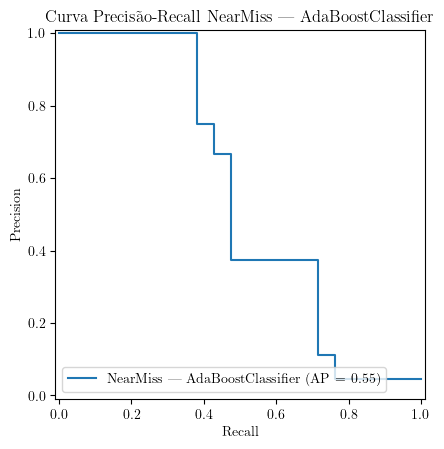 Curva Precisão-Recall NearMiss — AdaBoostClassifier
1.0
0.8
0.6
0.4
0.2
0.0
Precision
NearMiss — AdaBoostClassifier (AP = 0.55)
0.0 0.2 0.4 0.6 0.8 1.0
Recall